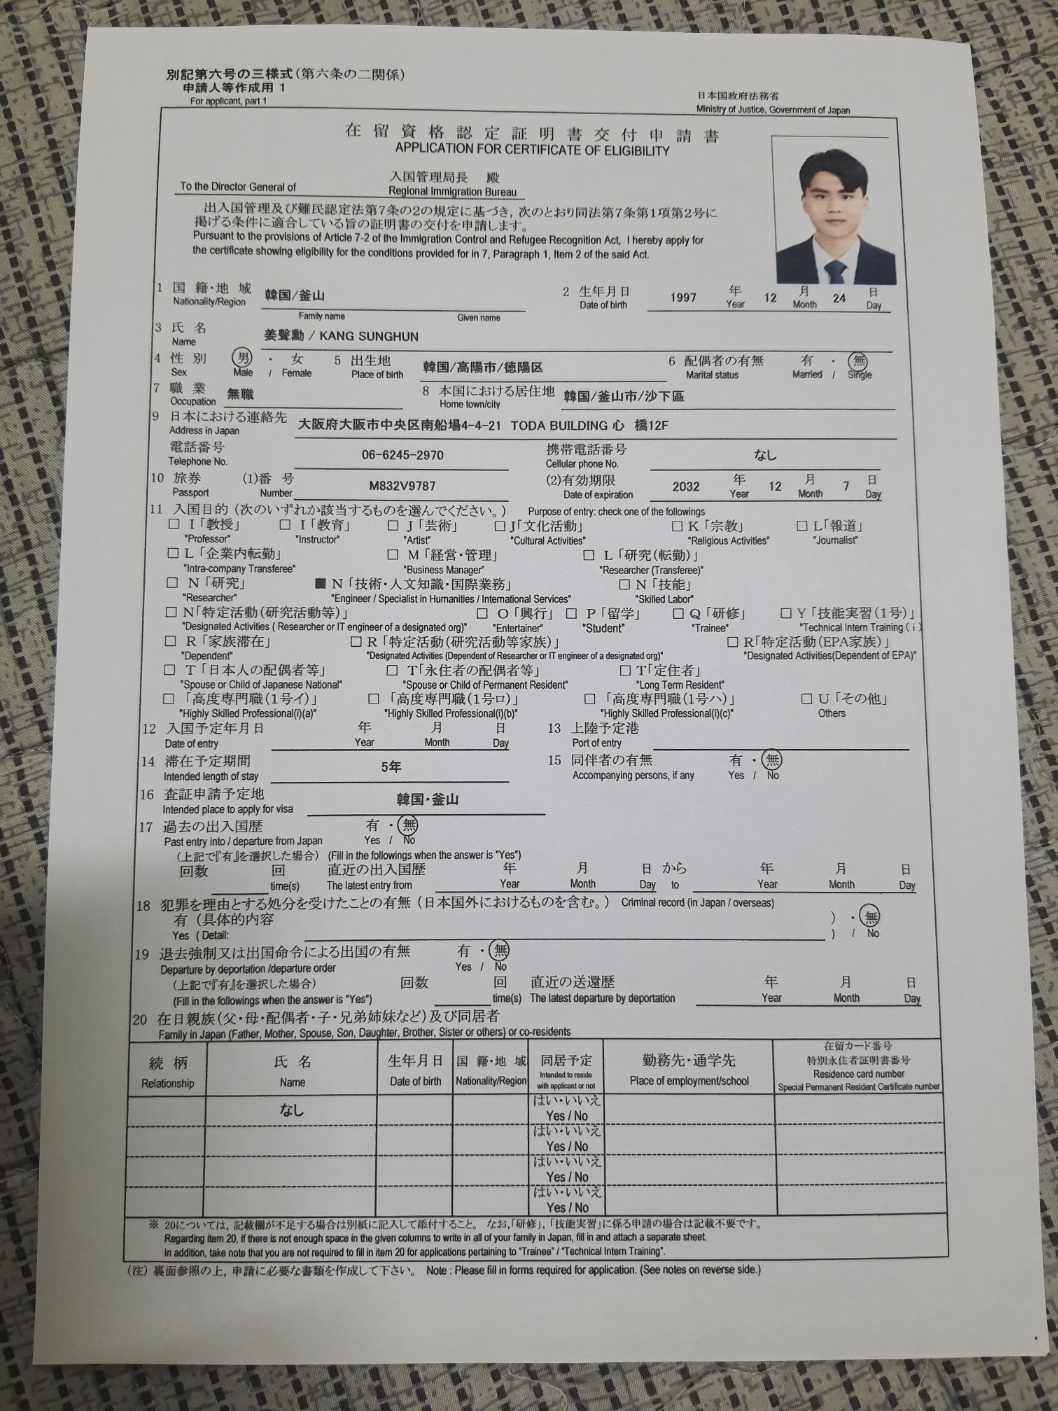 別記第六号の三様式(第六条の二関係)
申請人等作成用 1
For applicant, part 1
日本国政府法務省
Ministry of Justice, Government of Japan
在留資格認定証明書交付申請書
APPLICATION FOR CERTIFICATE OF ELIGIBILITY
入国管理局長 殿
To the Director General of Regional Immigration Bureau
出入国管理及び難民認定法第7条の2の規定に基づき,次のとおり同法第7条第1項第2号に
掲げる条件に適合している旨の証明書の交付を申請します。
Pursuant to the provisions of Article 7-2 of the Immigration Control and Refugee Recognition Act, I hereby apply for
the certificate showing eligibility for the conditions provided for in 7, Paragraph 1, Item 2 of the said Act.
1 国籍・地域 韓国/釜山 2 生年月日 1997 年 12 月 24 日
Nationality/Region Date of birth Year Month Day
Family name Given name
3 氏名 姜聲勳 / KANG SUNGHUN
Name
4 性別 男 ・ 女 5 出生地 韓国/高陽市/徳陽区 6 配偶者の有無 有 ・ 無
Sex Male / Female Place of birth Marital status Married / Single
7 職業 無職 8 本国における居住地 韓国/釜山市/沙下區
Occupation Home town/city
9 日本における連絡先 大阪府大阪市中央区南船場4-4-21 TODA BUILDING 心 橋12F
Address in Japan
電話番号 06-6245-2970 携帯電話番号 なし
Telephone No. Cellular phone No.
10 旅券 (1)番号 M832V9787 (2)有効期限 2032 年 12 月 7 日
Passport Number Date of expiration Year Month Day
11 入国目的(次のいずれか該当するものを選んでください。) Purpose of entry: check one of the followings
□ I「教授」 □ I「教育」 □ J「芸術」 □ J「文化活動」 □ K「宗教」 □ L「報道」
"Professor" "Instructor" "Artist" "Cultural Activities" "Religious Activities" "Journalist"
□ L「企業内転勤」 □ M「経営・管理」 □ L「研究(転勤)」
"Intra-company Transferee" "Business Manager" "Researcher (Transferee)"
□ N「研究」 ■ N「技術・人文知識・国際業務」 □ N「技能」
"Researcher" "Engineer / Specialist in Humanities / International Services" "Skilled Labor"
□ N「特定活動(研究活動等)」 □ O「興行」 □ P「留学」 □ Q「研修」 □ Y「技能実習(1号)」
"Designated Activities ( Researcher or IT engineer of a designated org)" "Entertainer" "Student" "Trainee" "Technical Intern Training ( i )
□ R「家族滞在」 □ R「特定活動(研究活動等家族)」 □ R「特定活動(EPA家族)」
"Dependent" "Designated Activities (Dependent of Researcher or IT engineer of a designated org)" "Designated Activities(Dependent of EPA)"
□ T「日本人の配偶者等」 □ T「永住者の配偶者等」 □ T「定住者」
"Spouse or Child of Japanese National" "Spouse or Child of Permanent Resident" "Long Term Resident"
□ 「高度専門職(1号イ)」 □ 「高度専門職(1号ロ)」 □ 「高度専門職(1号ハ)」 □ U「その他」
"Highly Skilled Professional(i)(a)" "Highly Skilled Professional(i)(b)" "Highly Skilled Professional(i)(c)" Others
12 入国予定年月日 年 月 日 13 上陸予定港
Date of entry Year Month Day Port of entry
14 滞在予定期間 5年 15 同伴者の有無 有 ・ 無
Intended length of stay Accompanying persons, if any Yes / No
16 査証申請予定地 韓国・釜山
Intended place to apply for visa
17 過去の出入国歴 有 ・ 無
Past entry into / departure from Japan Yes / No
(上記で『有』を選択した場合) (Fill in the followings when the answer is "Yes")
回数 回 直近の出入国歴 年 月 日 から 年 月 日
time(s) The latest entry from Year Month Day to Year Month Day
18 犯罪を理由とする処分を受けたことの有無(日本国外におけるものを含む。) Criminal record (in Japan / overseas)
有(具体的内容 ) ・ 無
Yes ( Detail: ) / No
19 退去強制又は出国命令による出国の有無 有 ・ 無
Departure by deportation /departure order Yes / No
(上記で『有』を選択した場合) 回数 回 直近の送還歴 年 月 日
(Fill in the followings when the answer is "Yes") time(s) The latest departure by deportation Year Month Day
20 在日親族(父・母・配偶者・子・兄弟姉妹など)及び同居者
Family in Japan (Father, Mother, Spouse, Son, Daughter, Brother, Sister or others) or co-residents
続柄 氏名 生年月日 国籍・地域 同居予定 勤務先・通学先 在留カード番号
特別永住者証明書番号
Relationship Name Date of birth Nationality/Region Intended to reside with applicant or not Place of employment/school Residence card number
Special Permanent Resident Certificate number
なし はい・いいえ
Yes / No
はい・いいえ
Yes / No
はい・いいえ
Yes / No
はい・いいえ
Yes / No
※ 20については,記載欄が不足する場合は別紙に記入して添付すること。 なお,「研修」,「技能実習」に係る申請の場合は記載不要です。
Regarding item 20, if there is not enough space in the given columns to write in all of your family in Japan, fill in and attach a separate sheet.
In addition, take note that you are not required to fill in item 20 for applications pertaining to "Trainee" / "Technical Intern Training".
(注) 裏面参照の上,申請に必要な書類を作成して下さい。 Note : Please fill in forms required for application. (See notes on reverse side.)